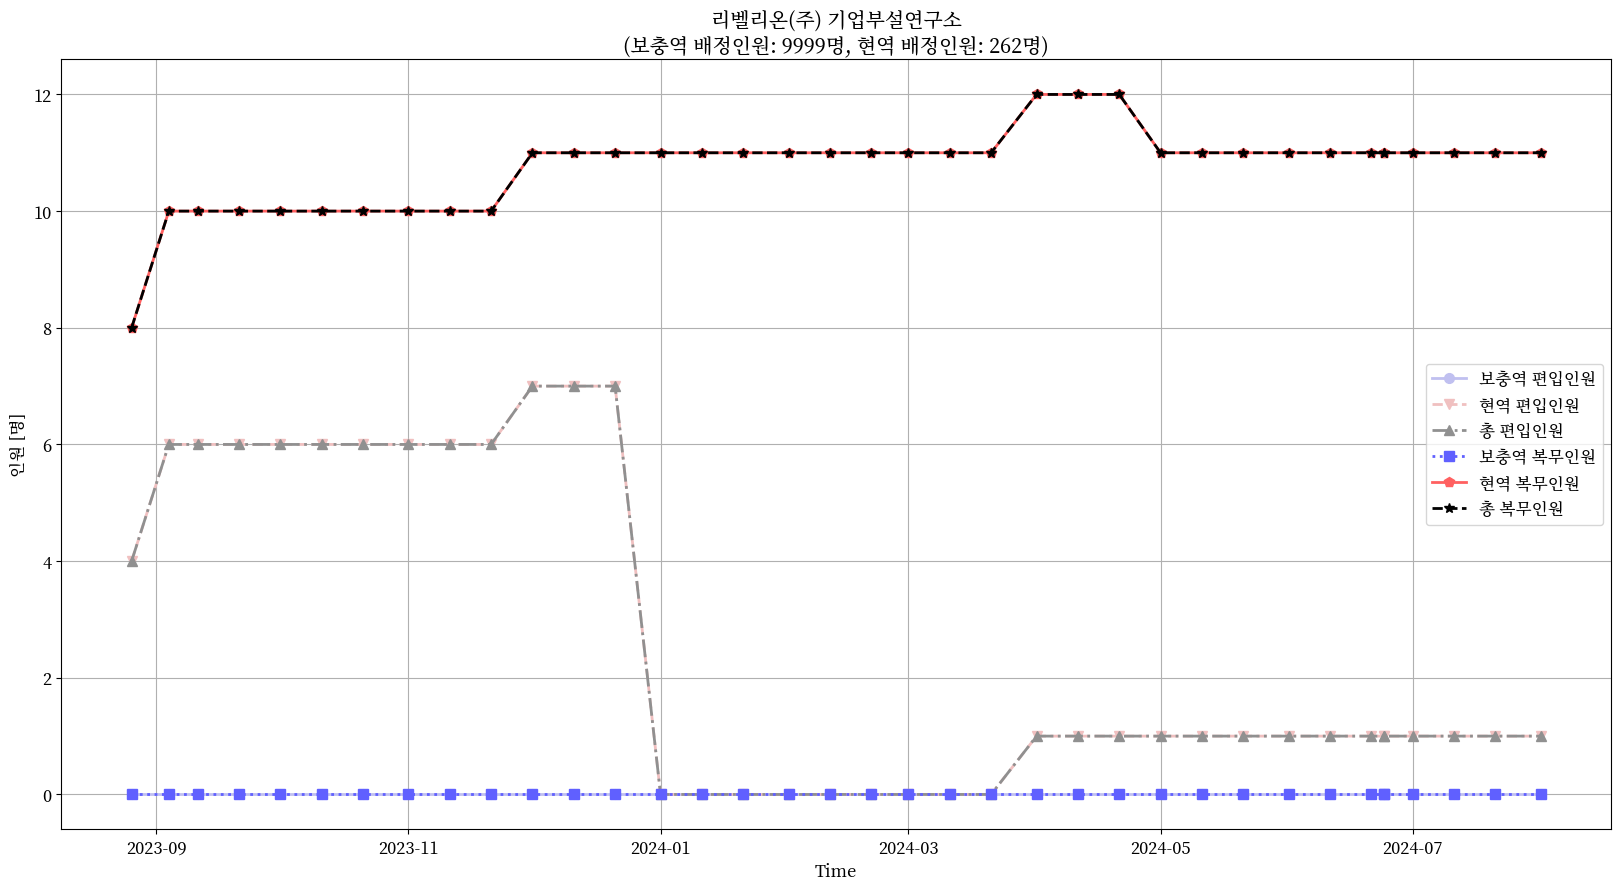 리벨리온(주) 기업부설연구소
(보충역 배정인원: 9999명, 현역 배정인원: 262명)
인원 [명]
12
10
8
6
4
2
0
보충역 편입인원
현역 편입인원
총 편입인원
보충역 복무인원
현역 복무인원
총 복무인원
2023-09
2023-11
2024-01
2024-03
2024-05
2024-07
Time